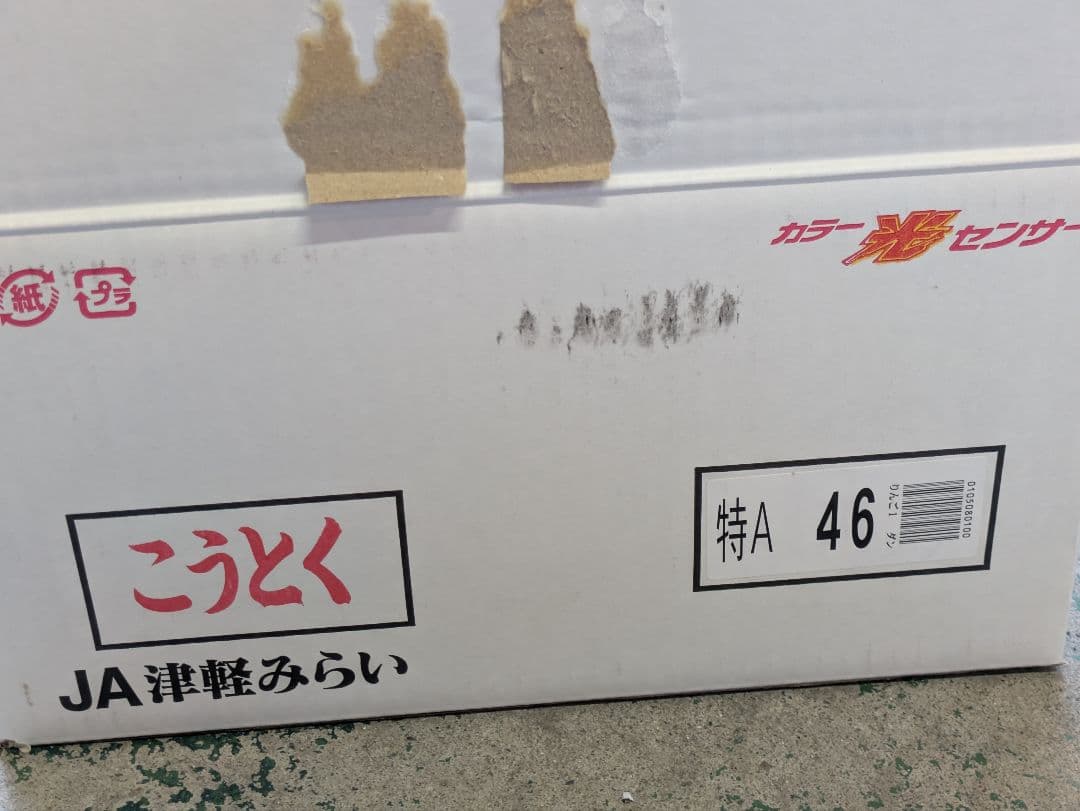 カラー光センサー
紙
プラ
特A 46
りんご1 ダン
0105080100
こうとく
JA津軽みらい